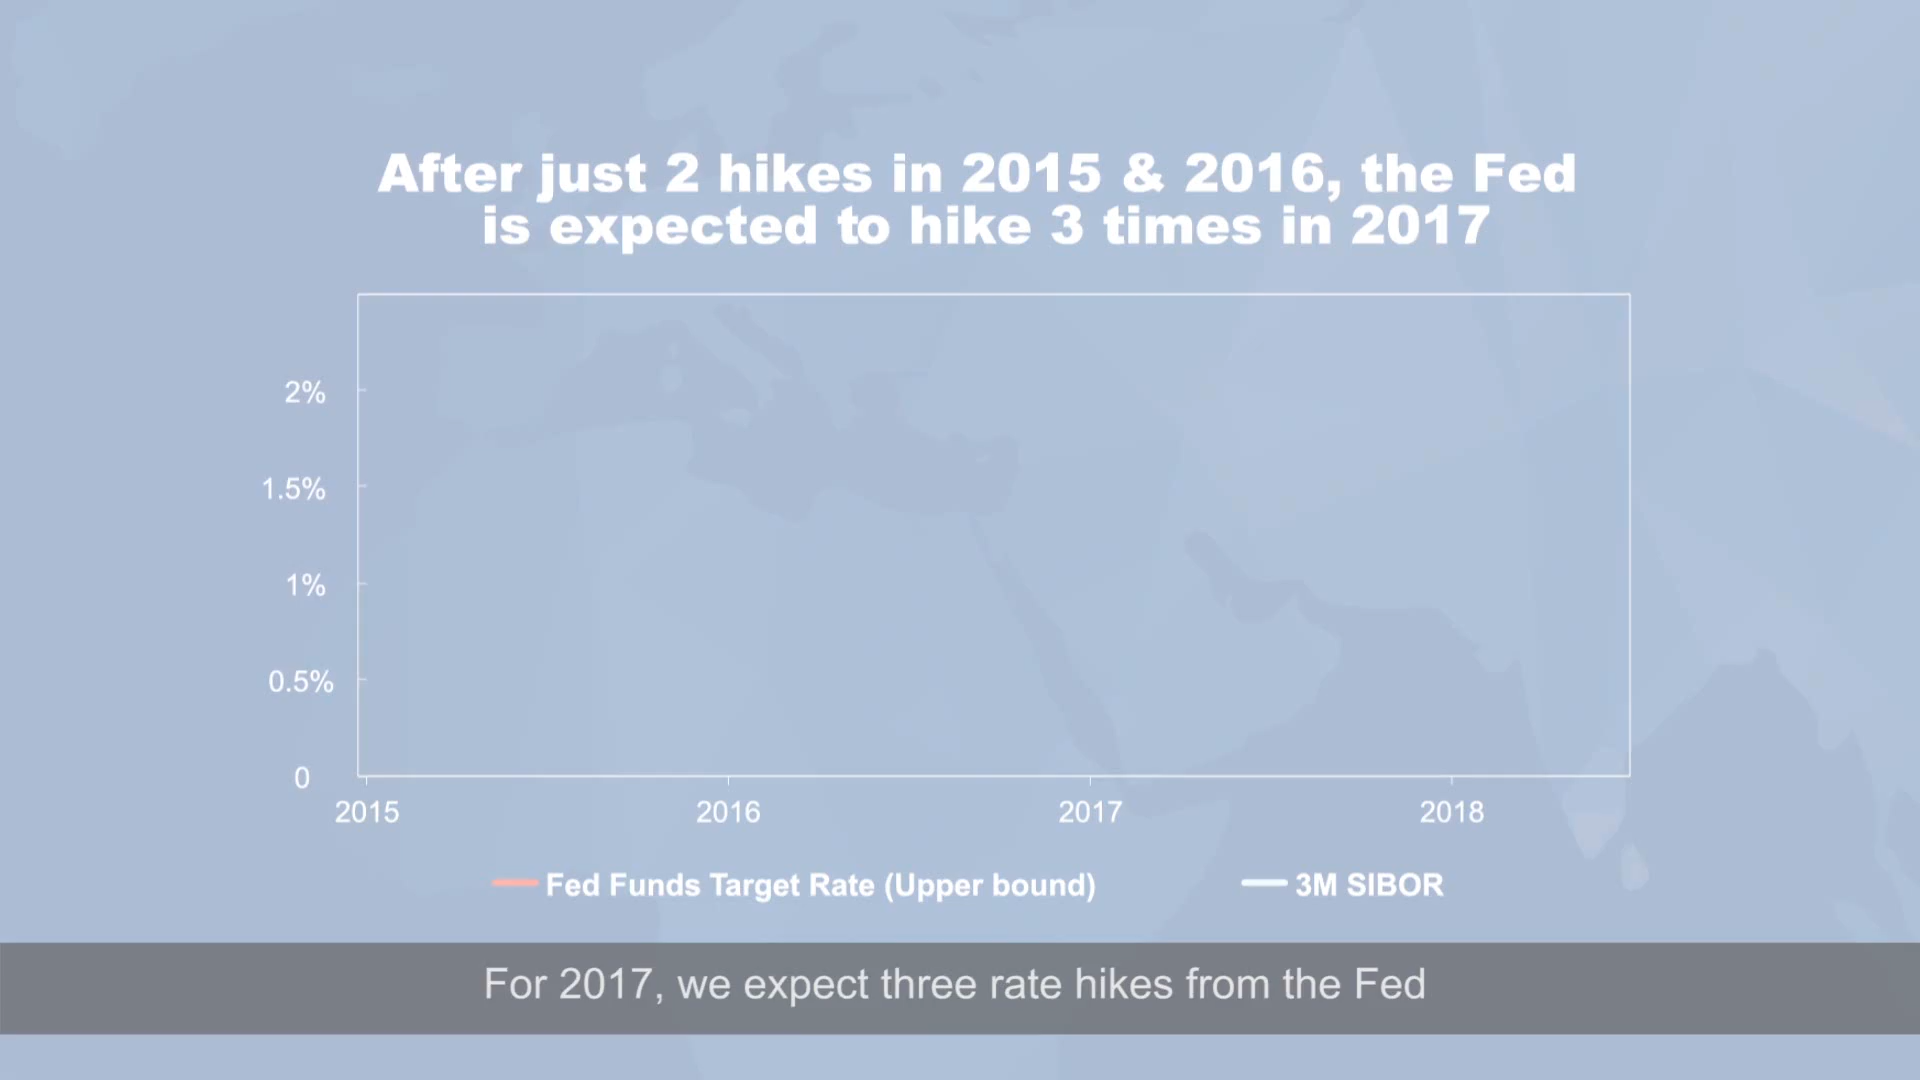 After just 2 hikes in 2015 & 2016, the Fed
is expected to hike 3 times in 2017
2%
1.5%
1%
0.5%
0
2015 2016 2017 2018
Fed Funds Target Rate (Upper bound) 3M SIBOR
For 2017, we expect three rate hikes from the Fed